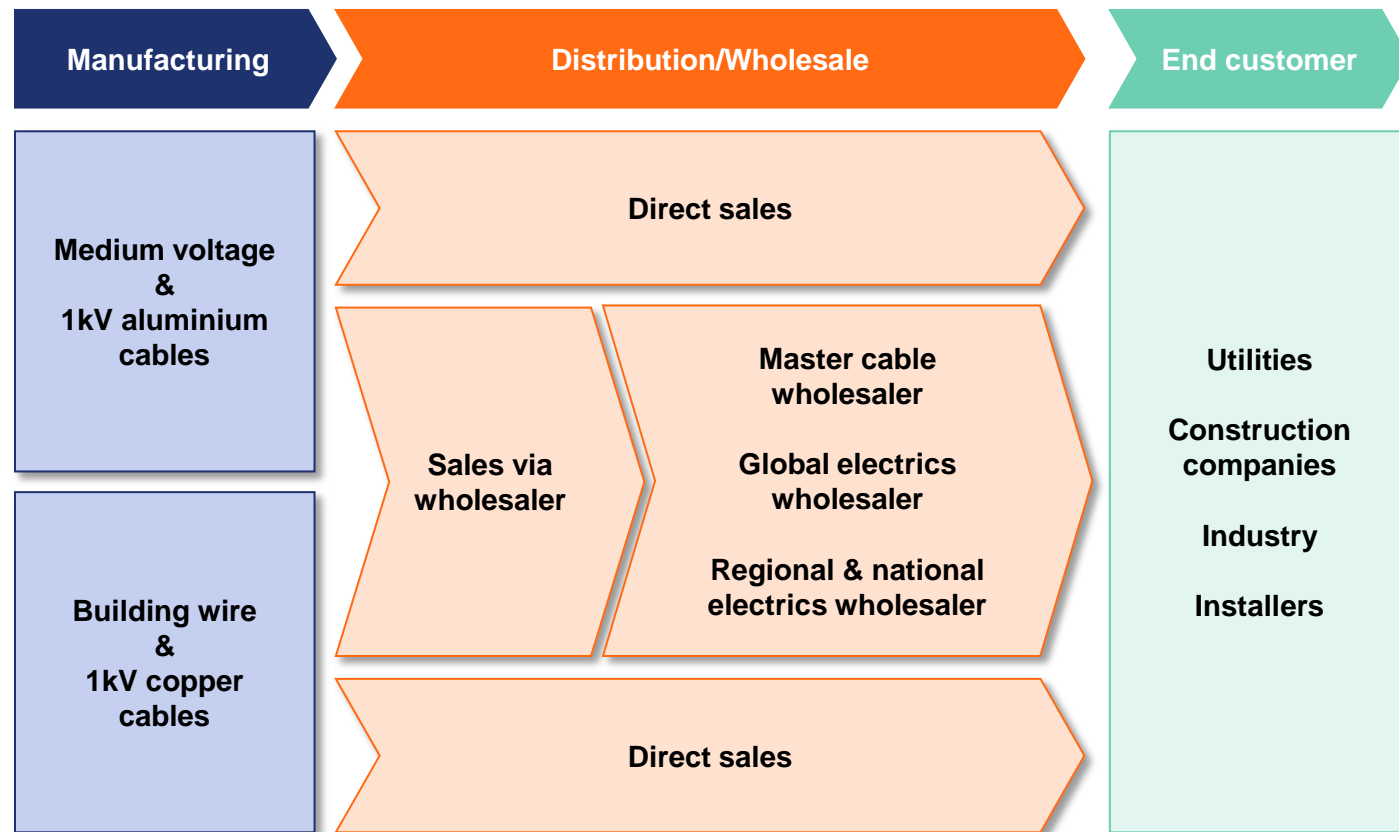 Manufacturing
Distribution/Wholesale
End customer
Medium voltage
&
1kV aluminium
cables
Building wire
&
1kV copper
cables
Direct sales
Sales via
wholesaler
Master cable
wholesaler
Global electrics
wholesaler
Regional & national
electrics wholesaler
Direct sales
Utilities
Construction
companies
Industry
Installers